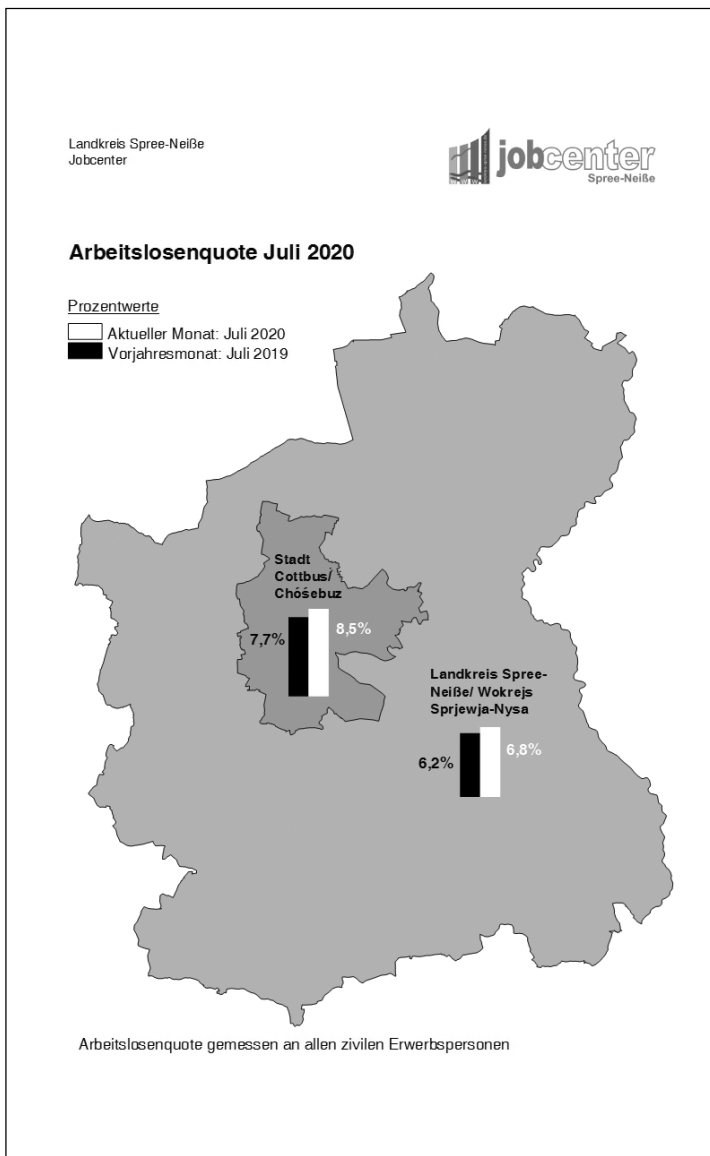 Landkreis Spree-Neiße
Jobcenter
jobcenter
Spree-Neiße
Arbeitslosenquote Juli 2020
Prozentwerte
Aktueller Monat: Juli 2020
Vorjahresmonat: Juli 2019
Stadt
Cottbus/
Chóśebuz
7,7%
8,5%
Landkreis Spree-
Neiße/ Wokrejs
Sprjewja-Nysa
6,2%
6,8%
Arbeitslosenquote gemessen an allen zivilen Erwerbspersonen